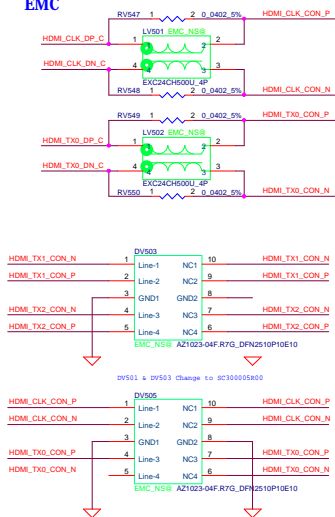 EMC
RV547 1 2 0_0402_5% HDMI_CLK_CON_P
LV501 EMC_NS@
HDMI_CLK_DP_C 1 2
HDMI_CLK_DN_C 4 3
EXC24CH500U_4P
RV548 1 2 0_0402_5% HDMI_CLK_CON_N
RV549 1 2 0_0402_5% HDMI_TX0_CON_P
LV502 EMC_NS@
HDMI_TX0_DP_C 1 2
HDMI_TX0_DN_C 4 3
EXC24CH500U_4P
RV550 1 2 0_0402_5% HDMI_TX0_CON_N
DV503
HDMI_TX1_CON_N 1 Line-1 NC1 10 HDMI_TX1_CON_N
HDMI_TX1_CON_P 2 Line-2 NC2 9 HDMI_TX1_CON_P
3 GND1 GND2 8
HDMI_TX2_CON_N 4 Line-3 NC3 7 HDMI_TX2_CON_N
HDMI_TX2_CON_P 5 Line-4 NC4 6 HDMI_TX2_CON_P
EMC_NS@ AZ1023-04F.R7G_DFN2510P10E10
DV501 & DV503 Change to SC300005R00
DV505
HDMI_CLK_CON_P 1 Line-1 NC1 10 HDMI_CLK_CON_P
HDMI_CLK_CON_N 2 Line-2 NC2 9 HDMI_CLK_CON_N
3 GND1 GND2 8
HDMI_TX0_CON_P 4 Line-3 NC3 7 HDMI_TX0_CON_P
HDMI_TX0_CON_N 5 Line-4 NC4 6 HDMI_TX0_CON_N
EMC_NS@ AZ1023-04F.R7G_DFN2510P10E10